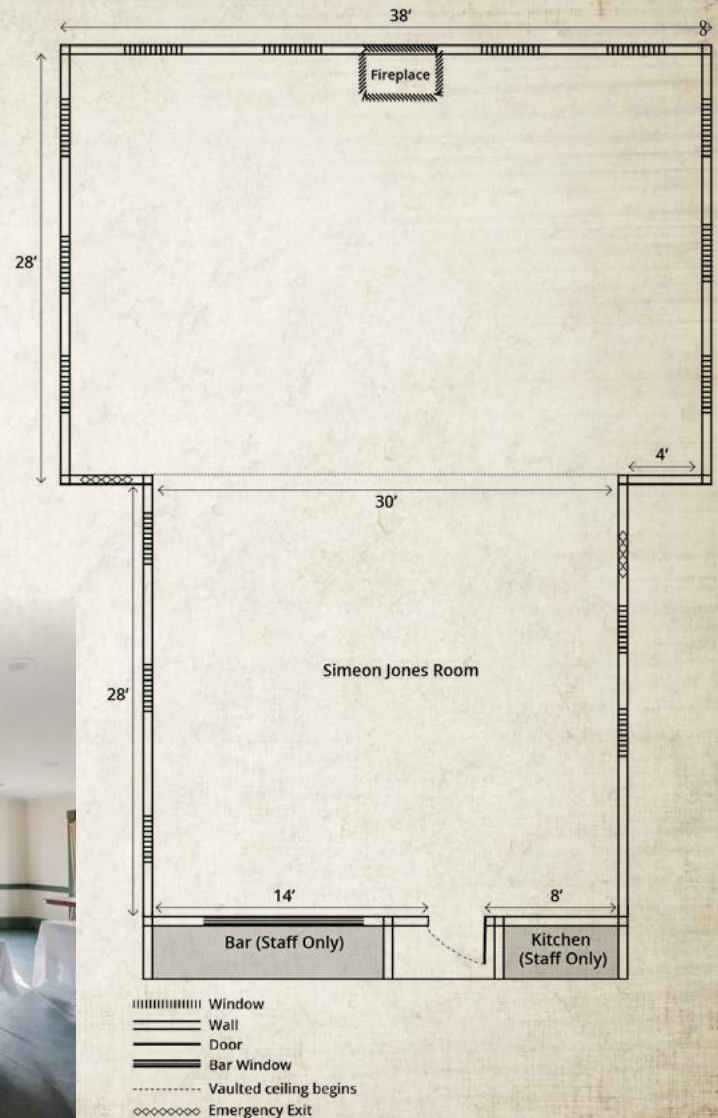 38'
8
Fireplace
28'
4'
30'
Simeon Jones Room
28'
14'
8'
Bar (Staff Only)
Kitchen
(Staff Only)
Window
Wall
Door
Bar Window
Vaulted ceiling begins
Emergency Exit